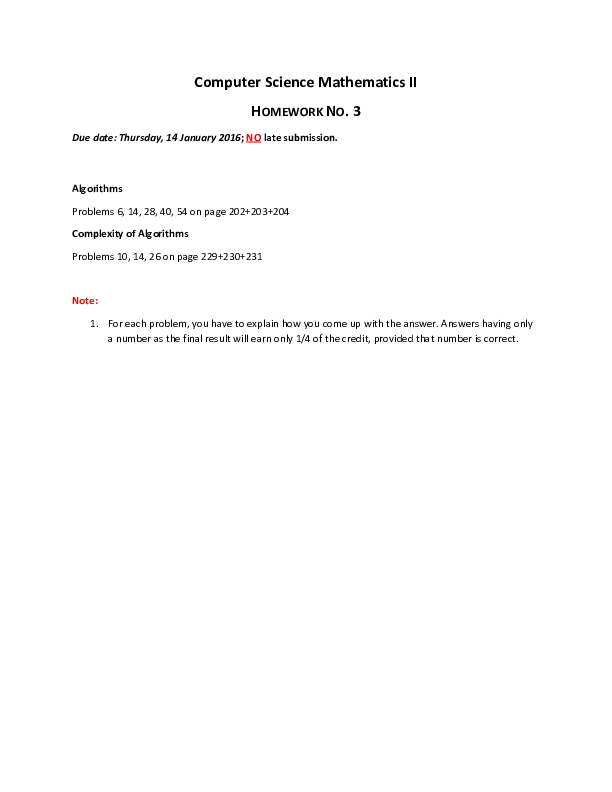 Computer Science Mathematics II
HOMEWORK NO. 3
Due date: Thursday, 14 January 2016; NO late submission.
Algorithms
Problems 6, 14, 28, 40, 54 on page 202+203+204
Complexity of Algorithms
Problems 10, 14, 26 on page 229+230+231
Note:
1. For each problem, you have to explain how you come up with the answer. Answers having only
a number as the final result will earn only 1/4 of the credit, provided that number is correct.